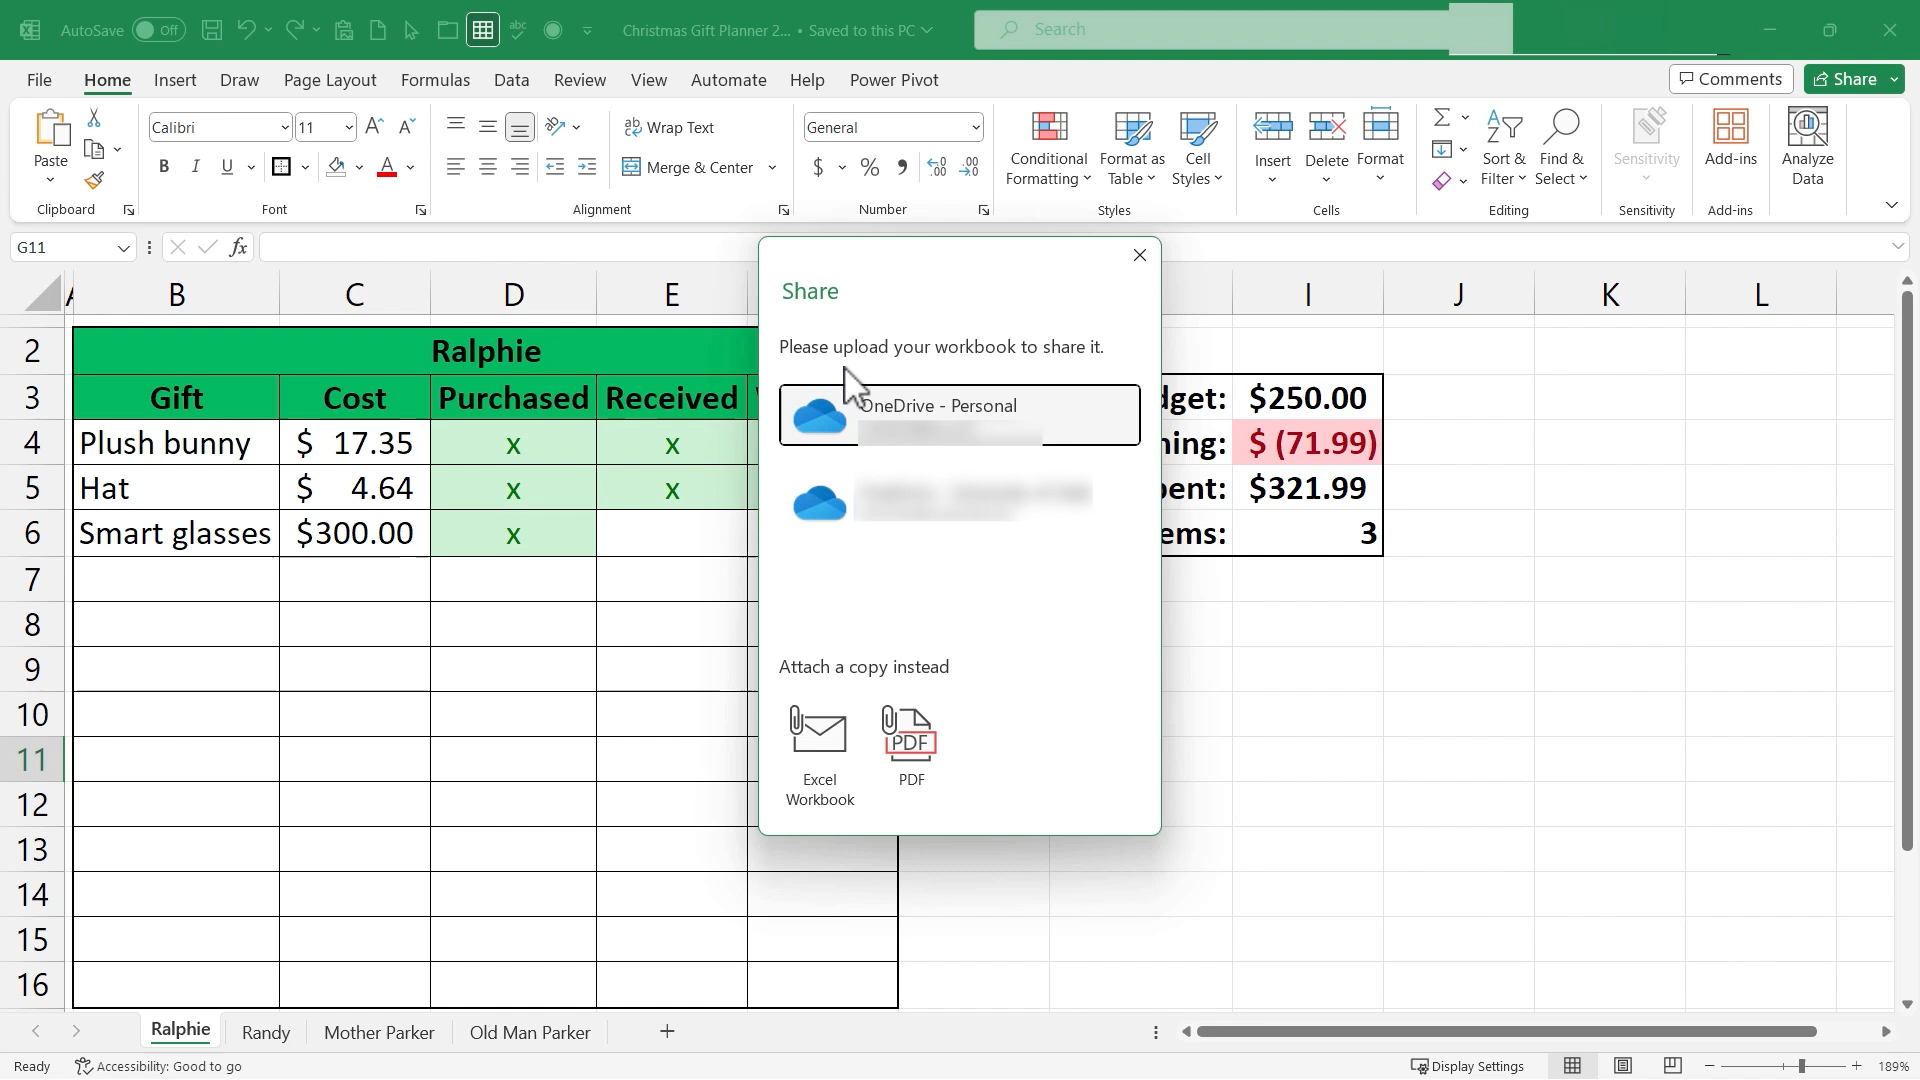 AutoSave Off Christmas Gift Planner 2... • Saved to this PC Search
File Home Insert Draw Page Layout Formulas Data Review View Automate Help Power Pivot Comments Share
Paste Calibri 11 Wrap Text General Conditional Formatting Format as Table Cell Styles Insert Delete Format Sort & Filter Find & Select Sensitivity Add-ins Analyze Data
B I U A Merge & Center $ %
Clipboard Font Alignment Number Styles Cells Editing Sensitivity Add-ins
G11 fx
B C D E I J K L
Share
Please upload your workbook to share it.
OneDrive - Personal
Attach a copy instead
Excel Workbook
PDF
2 Ralphie
3 Gift Cost Purchased Received dget: $250.00
4 Plush bunny $ 17.35 x x ning: $ (71.99)
5 Hat $ 4.64 x x pent: $321.99
6 Smart glasses $300.00 x ems: 3
7
8
9
10
11
12
13
14
15
16
Ralphie Randy Mother Parker Old Man Parker
Ready Accessibility: Good to go Display Settings 189%